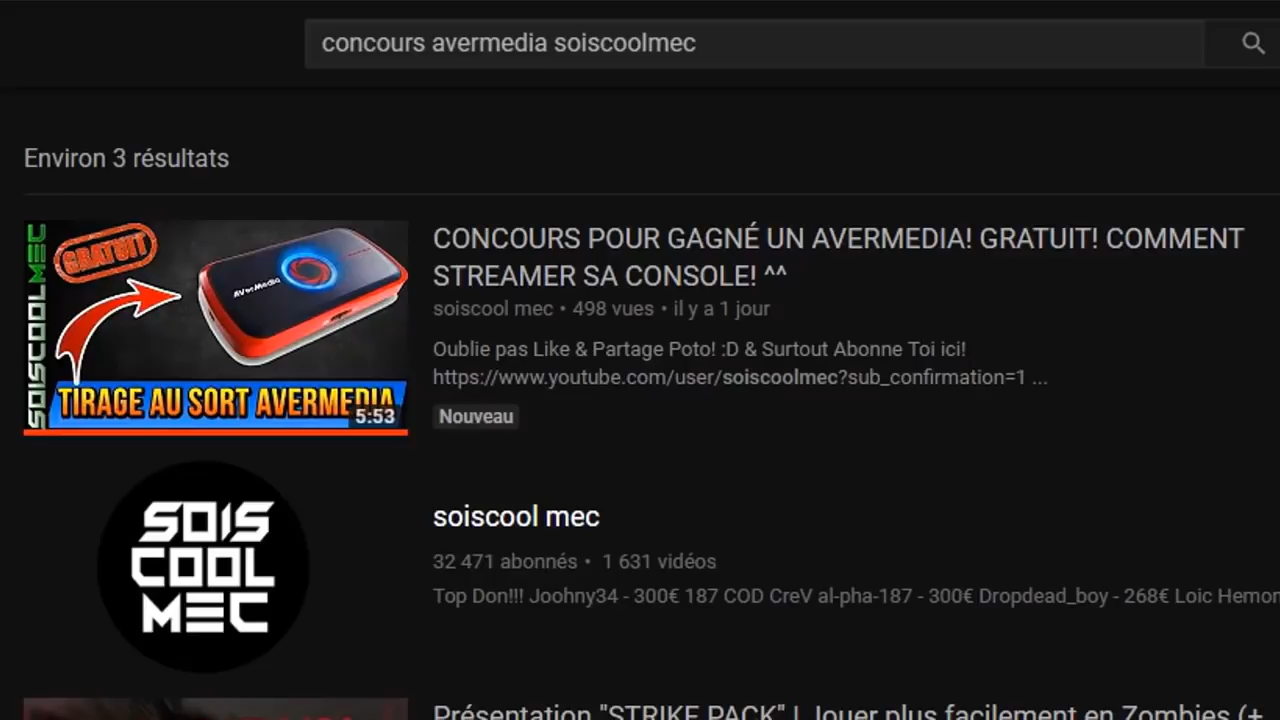 concours avermedia soiscoolmec
Environ 3 résultats
SOISCOOLMEC
GRATUIT
AVerMedia
TIRAGE AU SORT AVERMEDIA
5:53
CONCOURS POUR GAGNÉ UN AVERMEDIA! GRATUIT! COMMENT
STREAMER SA CONSOLE! ^^
soiscool mec • 498 vues • il y a 1 jour
Oublie pas Like & Partage Poto! :D & Surtout Abonne Toi ici!
https://www.youtube.com/user/soiscoolmec?sub_confirmation=1 ...
Nouveau
SOIS
COOL
MEC
soiscool mec
32 471 abonnés • 1 631 vidéos
Top Don!!! Joohny34 - 300€ 187 COD CreV al-pha-187 - 300€ Dropdead_boy - 268€ Loic Hemon
Présentation "STRIKE PACK" | Jouer plus facilement en Zombies (+